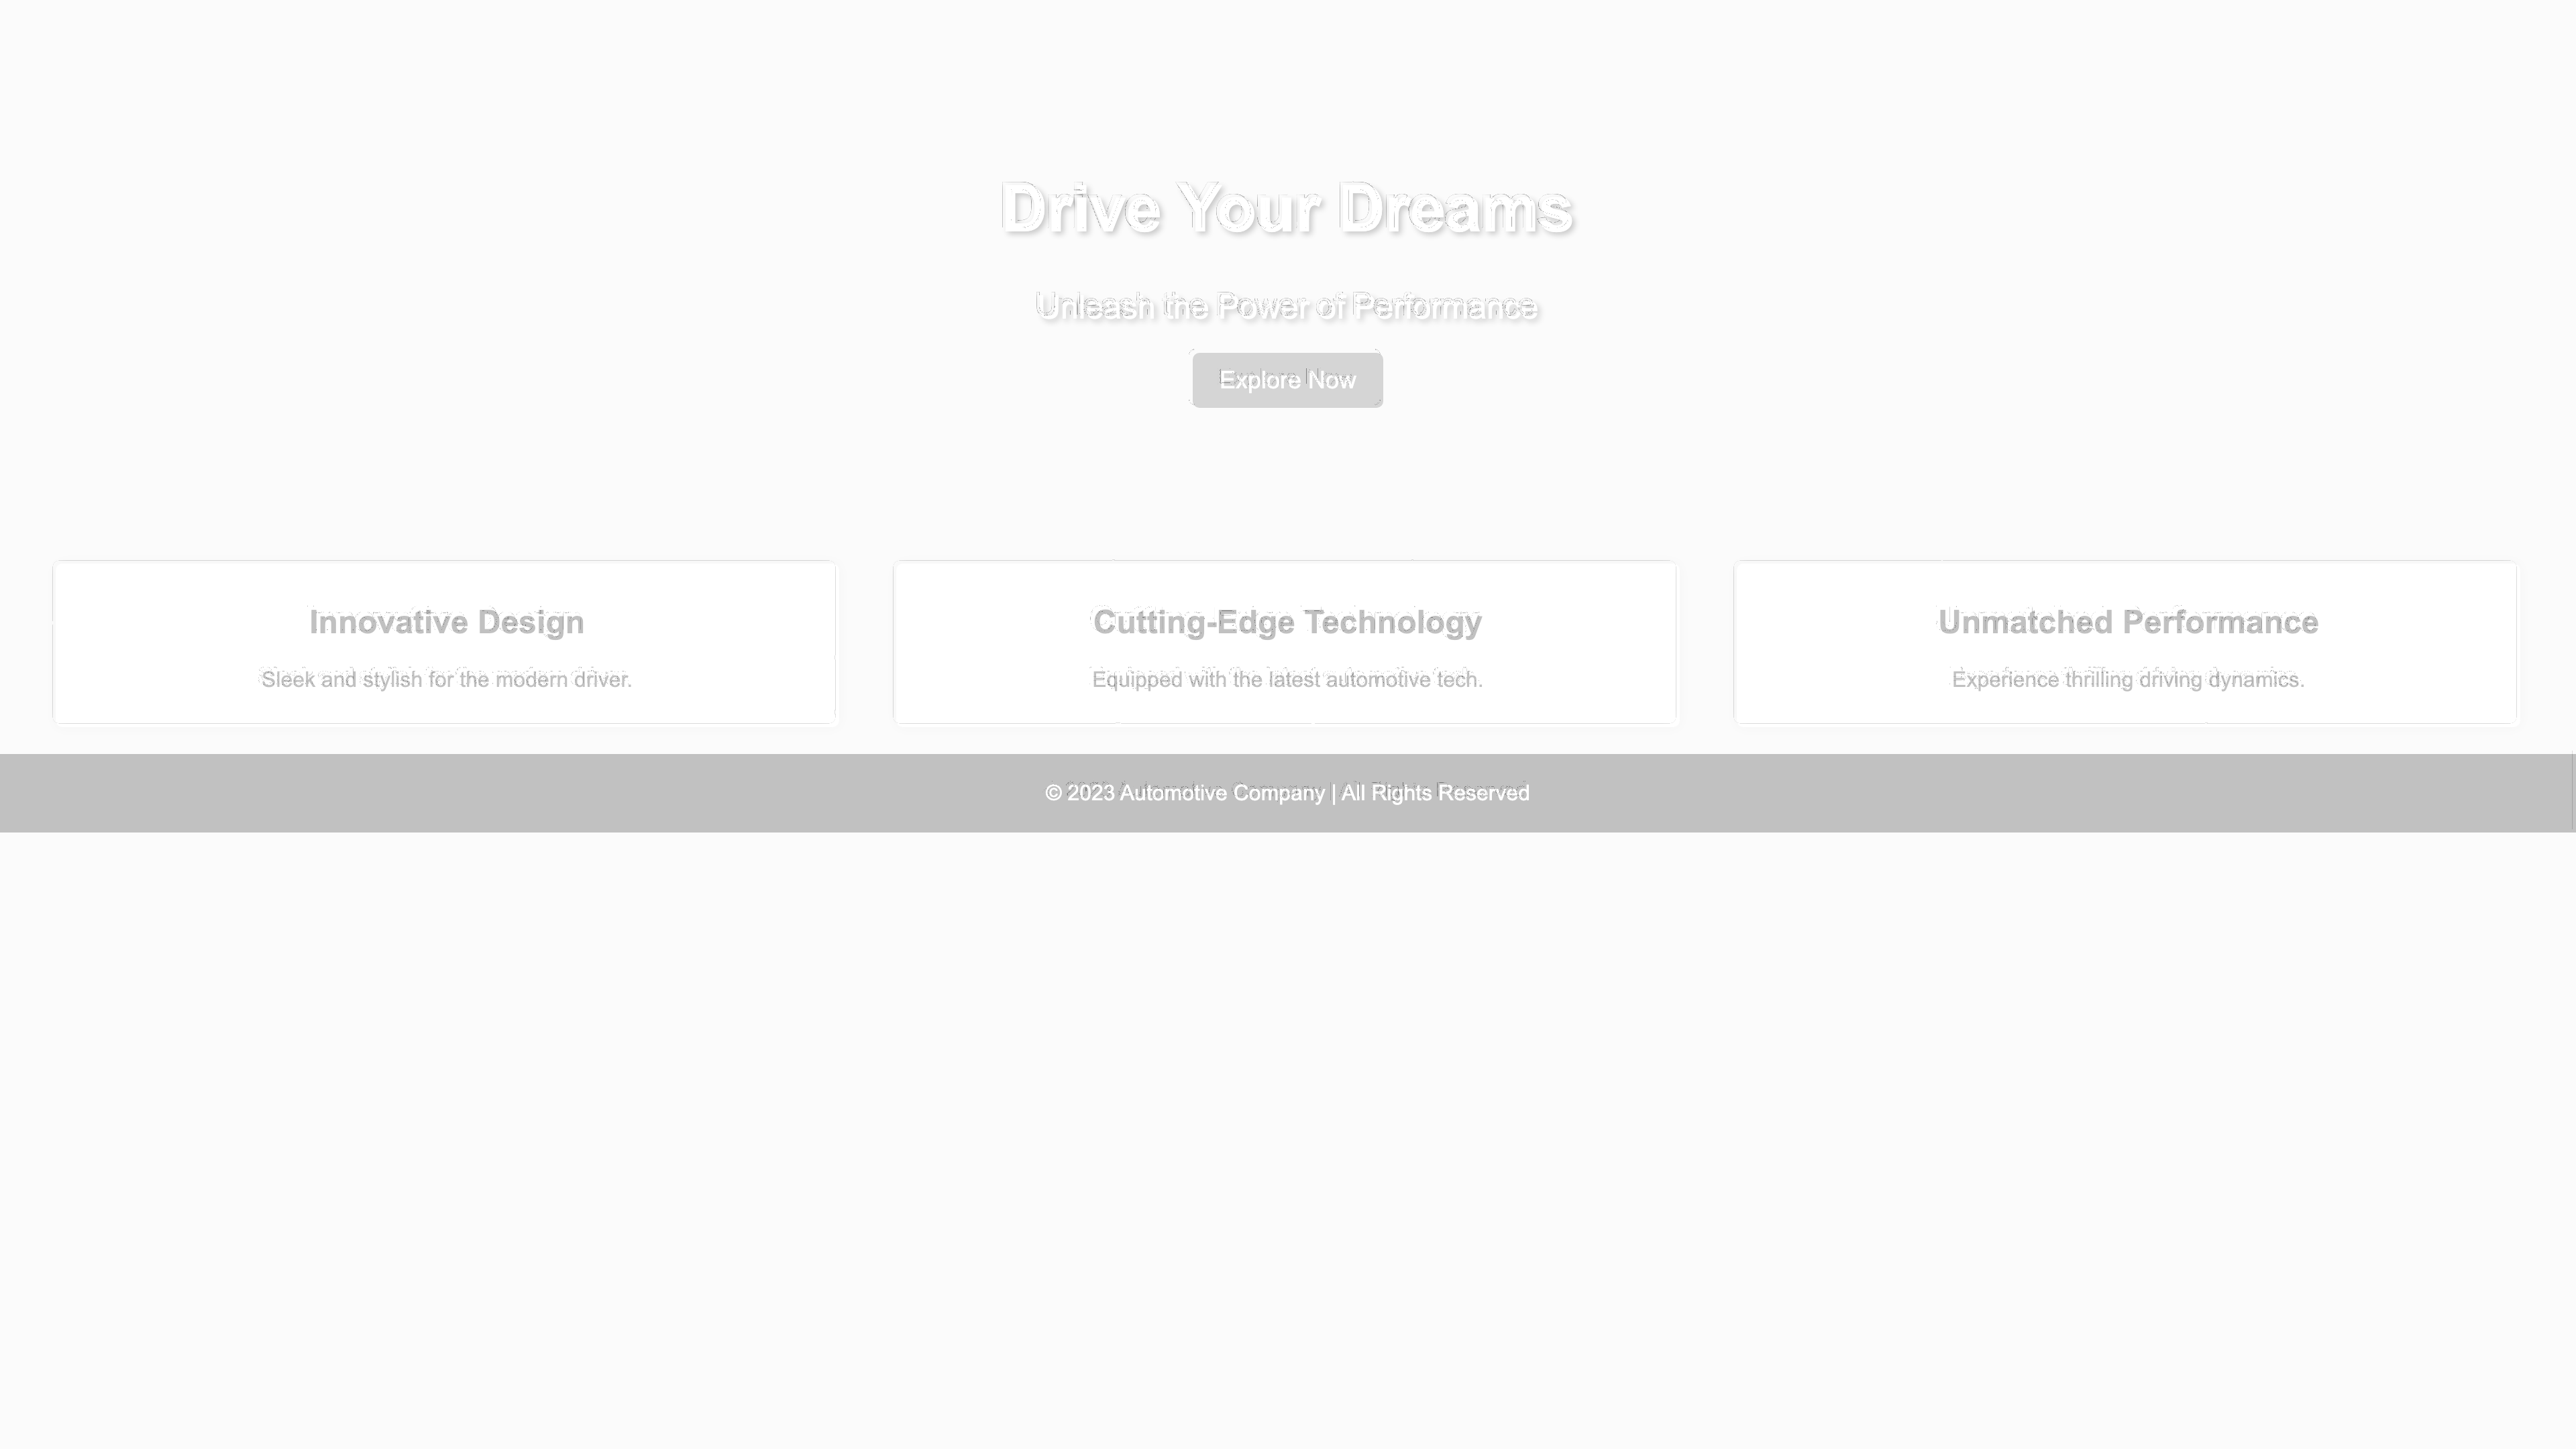 Drive Your Dreams
Unleash the Power of Performance
Explore Now
Innovative Design
Sleek and stylish for the modern driver.
Cutting-Edge Technology
Equipped with the latest automotive tech.
Unmatched Performance
Experience thrilling driving dynamics.
© 2023 Automotive Company | All Rights Reserved